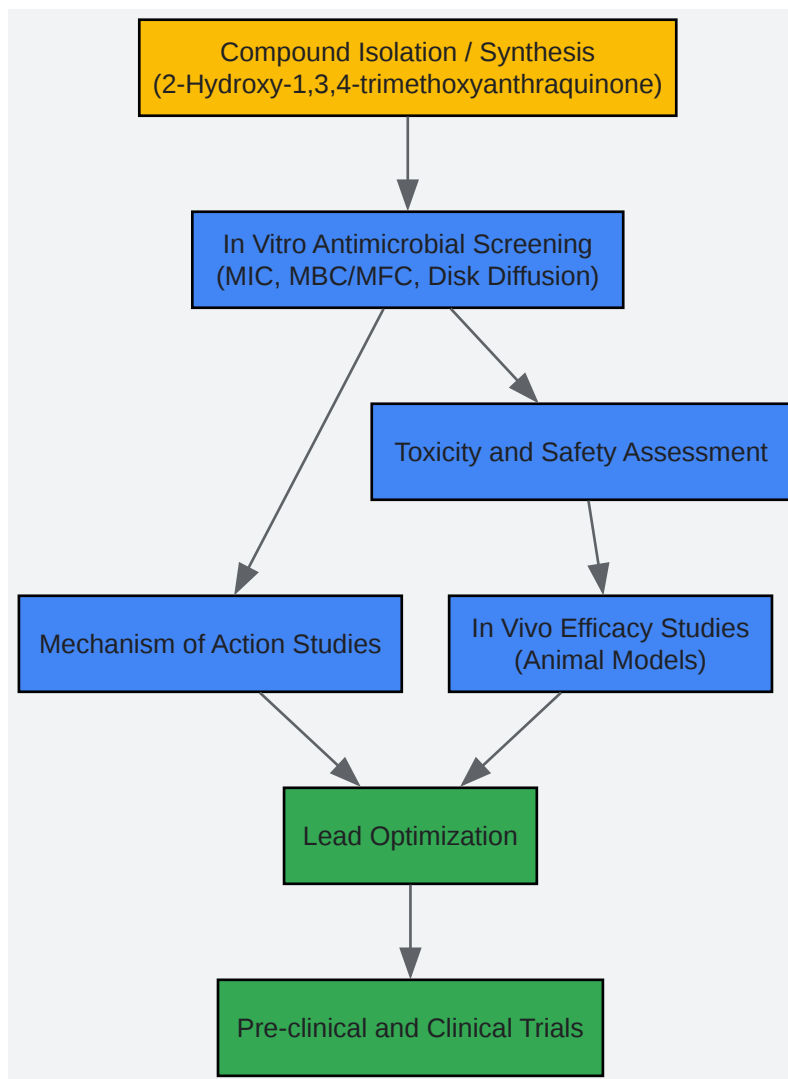 Compound Isolation / Synthesis
(2-Hydroxy-1,3,4-trimethoxyanthraquinone)
In Vitro Antimicrobial Screening
(MIC, MBC/MFC, Disk Diffusion)
Toxicity and Safety Assessment
Mechanism of Action Studies
In Vivo Efficacy Studies
(Animal Models)
Lead Optimization
Pre-clinical and Clinical Trials